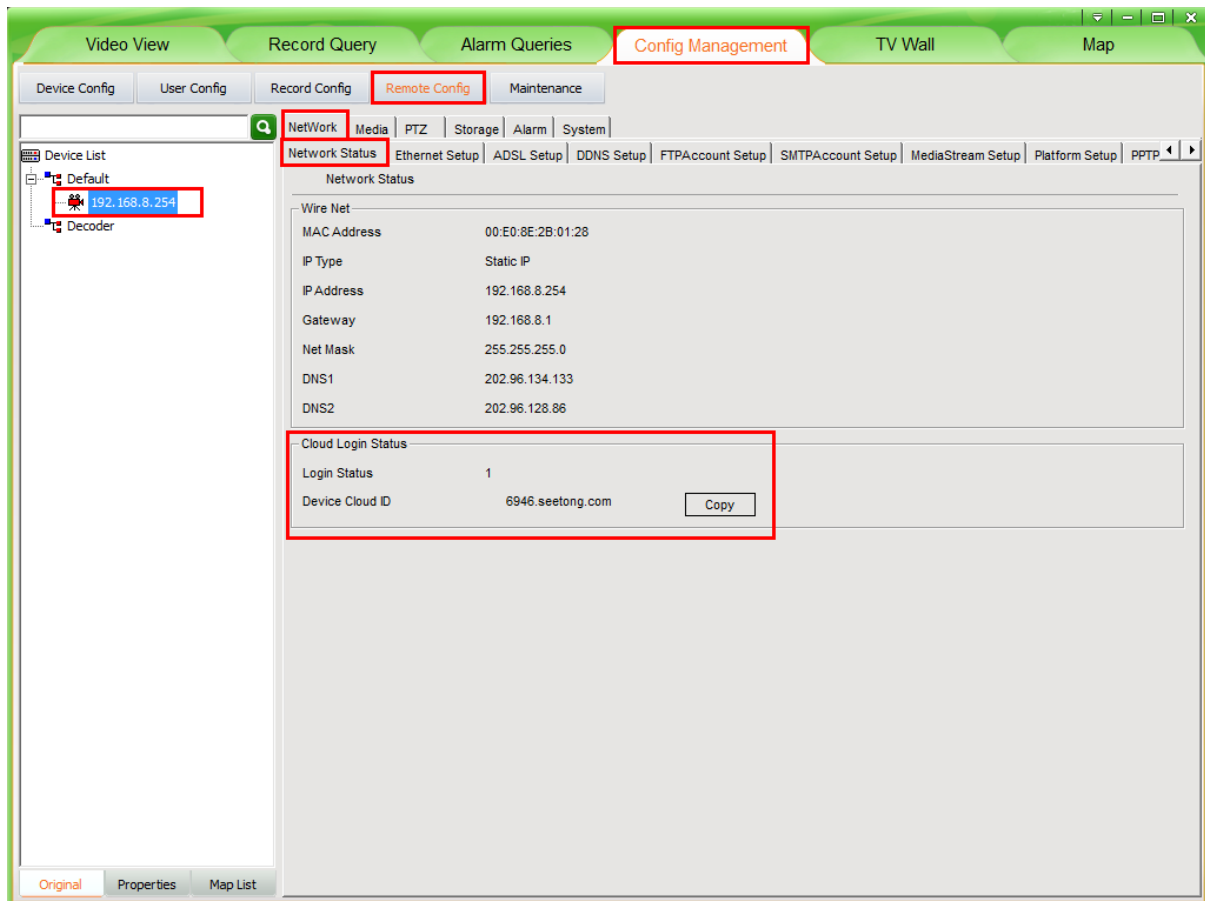 Video View Record Query Alarm Queries Config Management TV Wall Map
Device Config User Config Record Config Remote Config Maintenance
NetWork Media PTZ Storage Alarm System
Network Status Ethernet Setup ADSL Setup DDNS Setup FTPAccount Setup SMTPAccount Setup MediaStream Setup Platform Setup PPTP
Device List
Default
192.168.8.254
Decoder
Network Status
Wire Net
MAC Address 00:E0:8E:2B:01:28
IP Type Static IP
IP Address 192.168.8.254
Gateway 192.168.8.1
Net Mask 255.255.255.0
DNS1 202.96.134.133
DNS2 202.96.128.86
Cloud Login Status
Login Status 1
Device Cloud ID 6946.seetong.com Copy
Original Properties Map List